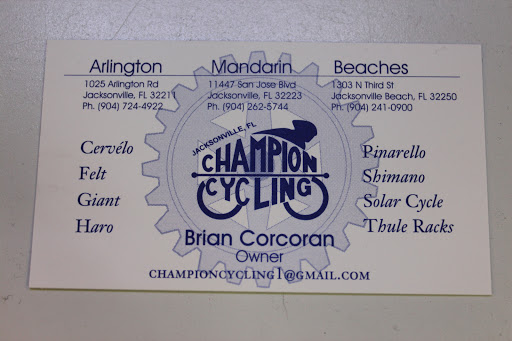 Arlington
1025 Arlington Rd
Jacksonville, FL 32211
Ph. (904) 724-4922
Mandarin
11447 San Jose Blvd
Jacksonville, FL 32223
Ph. (904) 262-5744
Beaches
1303 N Third St
Jacksonville Beach, FL 32250
Ph. (904) 241-0900
Cervélo
Felt
Giant
Haro
JACKSONVILLE, FL
CHAMPION
CYCLING
Pinarello
Shimano
Solar Cycle
Thule Racks
Brian Corcoran
Owner
CHAMPIONCYCLING1@GMAIL.COM